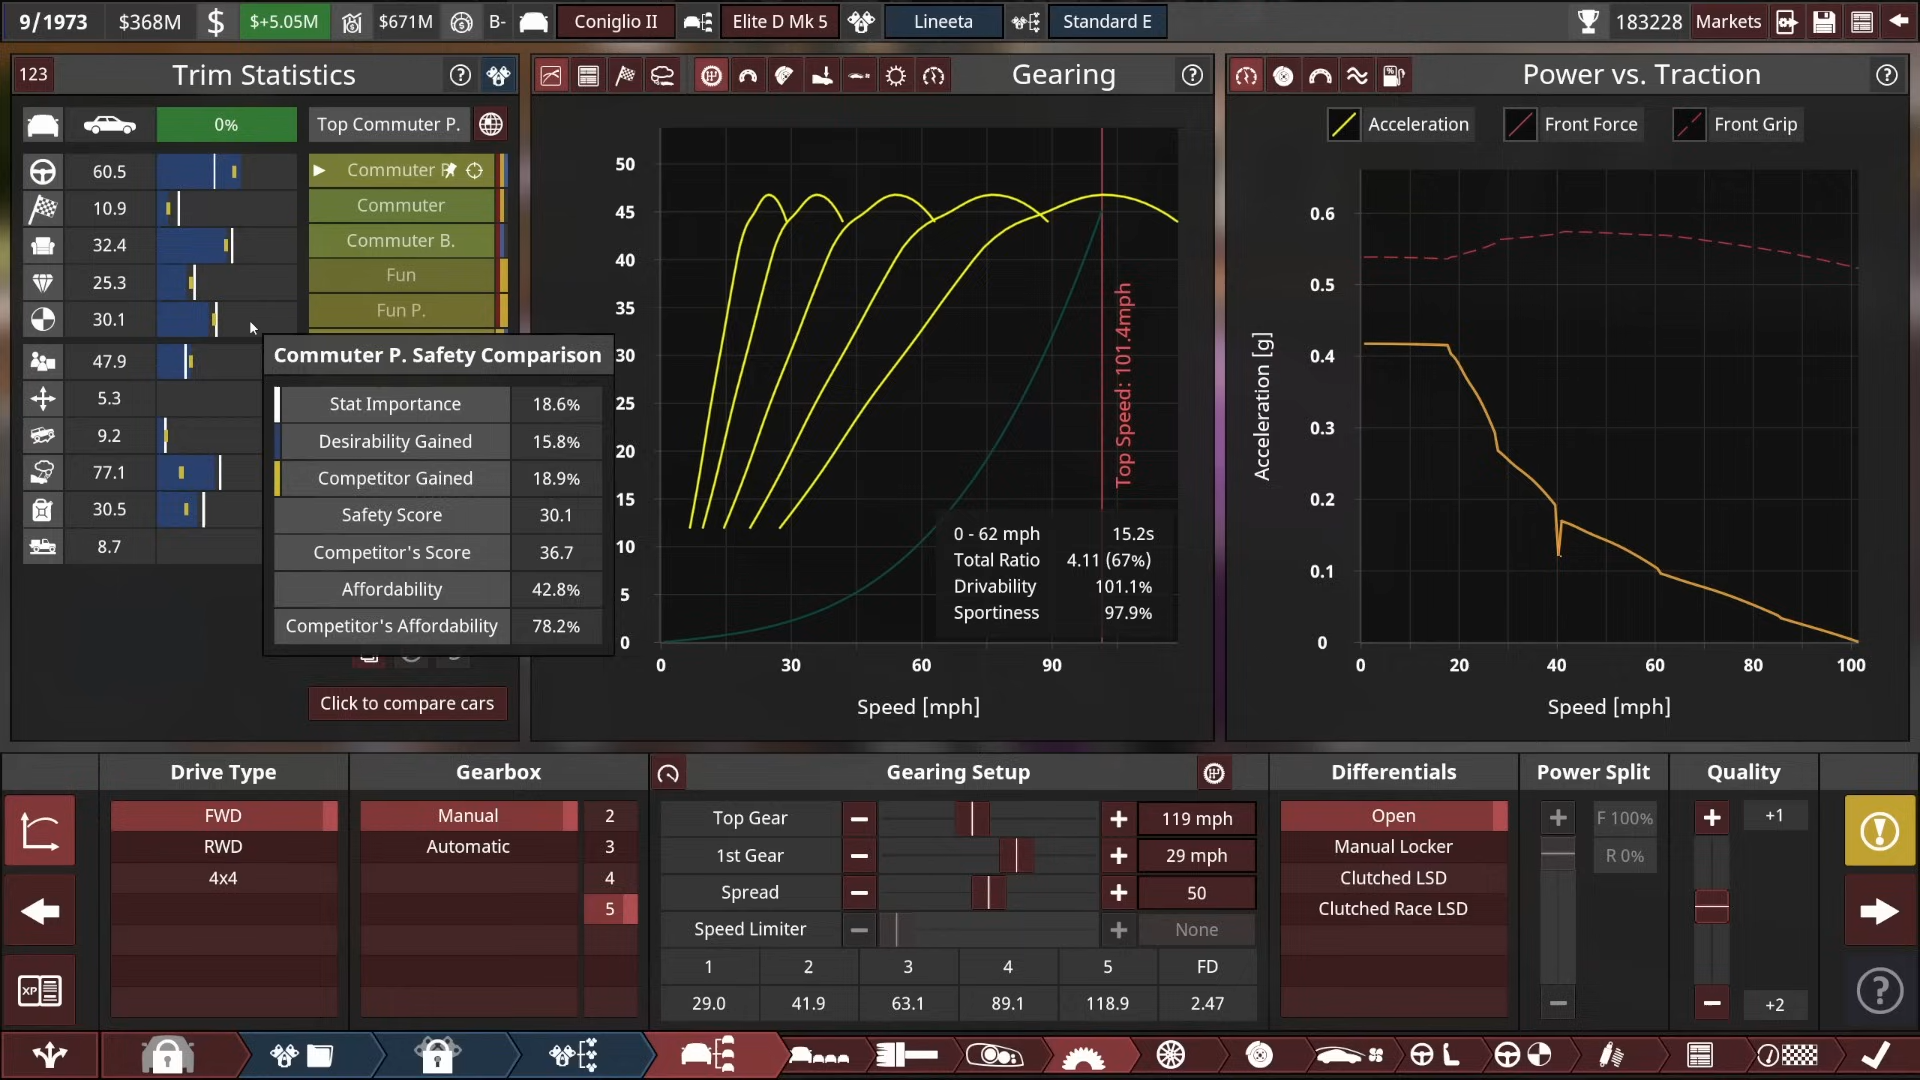 9/1973 $368M $ $+5.05M $671M B- Coniglio II Elite D Mk 5 Lineeta Standard E 183228 Markets
123 Trim Statistics ?
0% Top Commuter P.
60.5
10.9
32.4
25.3
30.1
47.9
5.3
9.2
77.1
30.5
8.7
Commuter
Commuter
Commuter B.
Fun
Fun P.
Commuter P. Safety Comparison
Stat Importance 18.6%
Desirability Gained 15.8%
Competitor Gained 18.9%
Safety Score 30.1
Competitor's Score 36.7
Affordability 42.8%
Competitor's Affordability 78.2%
Click to compare cars
Gearing ?
50
45
40
35
30
25
20
15
10
5
0
0 30 60 90
Speed [mph]
Top Speed: 101.4mph
0 - 62 mph 15.2s
Total Ratio 4.11 (67%)
Drivability 101.1%
Sportiness 97.9%
Power vs. Traction ?
Acceleration Front Force Front Grip
Acceleration [g]
0.6
0.5
0.4
0.3
0.2
0.1
0
0 20 40 60 80 100
Speed [mph]
Drive Type
FWD
RWD
4x4
Gearbox
Manual 2
Automatic 3
4
5
Gearing Setup
Top Gear 119 mph
1st Gear 29 mph
Spread 50
Speed Limiter None
1 2 3 4 5 FD
29.0 41.9 63.1 89.1 118.9 2.47
Differentials
Open
Manual Locker
Clutched LSD
Clutched Race LSD
Power Split
F 100%
R 0%
Quality
+1
+2
XP
?